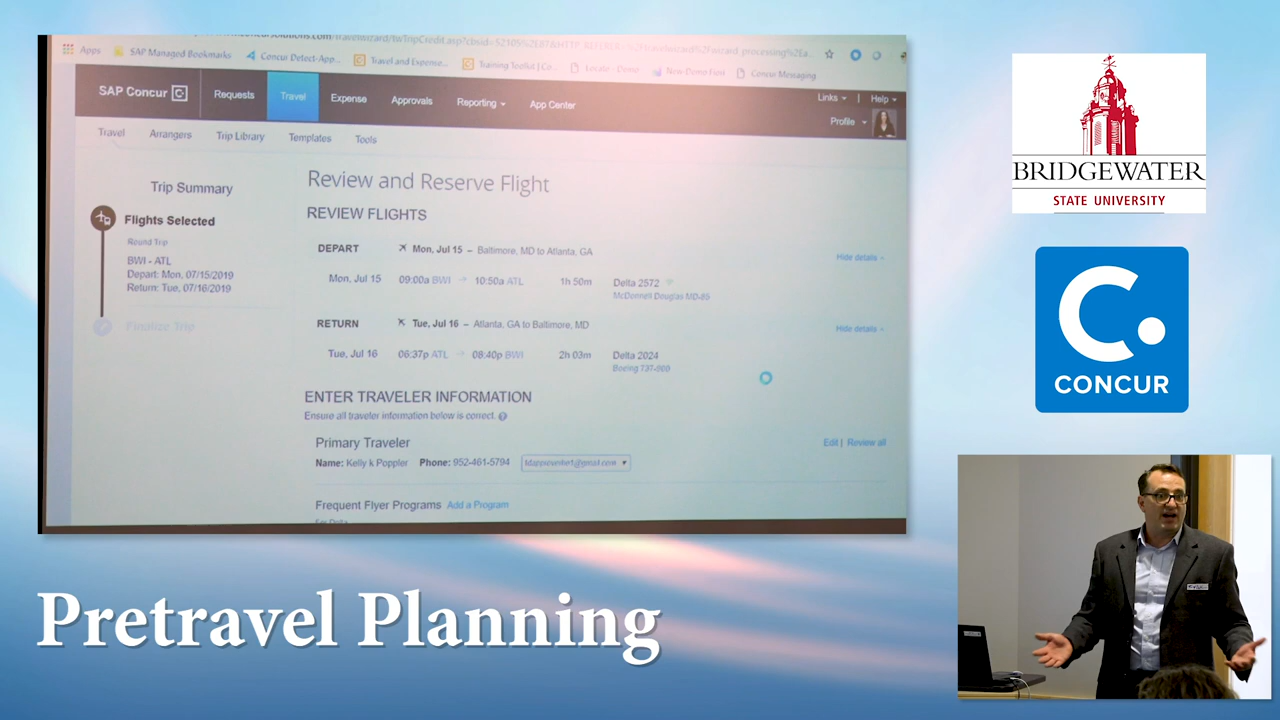 Apps SAP Managed Bookmarks Concur Detect-App... Travel and Expense... Training Toolkit | Co... Locate - Demo New Demo Flow Concur Messaging
SAP Concur C Requests Travel Expense Approvals Reporting App Center
Links | Help
Profile
Travel Arrangers Trip Library Templates Tools
Trip Summary
Flights Selected
Round Trip
BWI - ATL
Depart: Mon, 07/15/2019
Return: Tue, 07/16/2019
Finalize Trip
Review and Reserve Flight
REVIEW FLIGHTS
DEPART Mon, Jul 15 – Baltimore, MD to Atlanta, GA
Hide details
Mon, Jul 15 09:00a BWI → 10:50a ATL 1h 50m Delta 2572
McDonnell Douglas MD-88
RETURN Tue, Jul 16 – Atlanta, GA to Baltimore, MD
Hide details
Tue, Jul 16 06:37p ATL → 08:40p BWI 2h 03m Delta 2024
Boeing 737-800
ENTER TRAVELER INFORMATION
Ensure all traveler information below is correct.
Primary Traveler
Edit | Review all
Name: Kelly k Poppler Phone: 952-461-5794
Frequent Flyer Programs Add a Program
For Delta
BRIDGEWATER
STATE UNIVERSITY
C.
CONCUR
Pretravel Planning